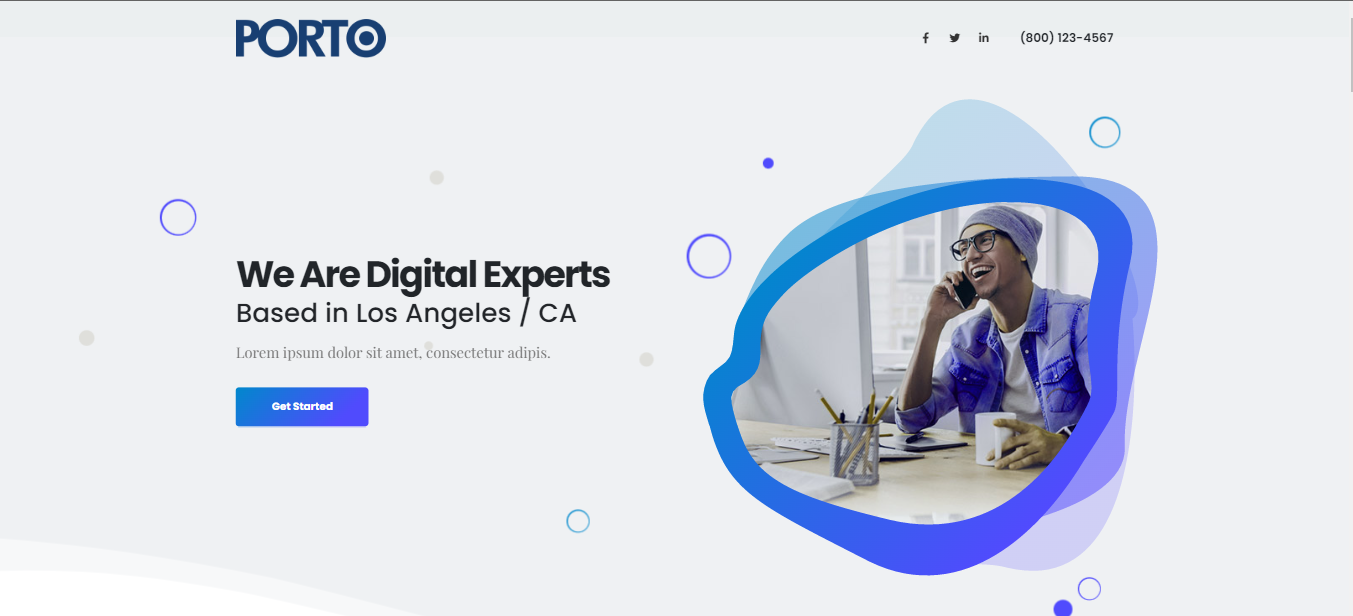 PORTO
(800) 123-4567
We Are Digital Experts
Based in Los Angeles / CA
Lorem ipsum dolor sit amet, consectetur adipis.
Get Started